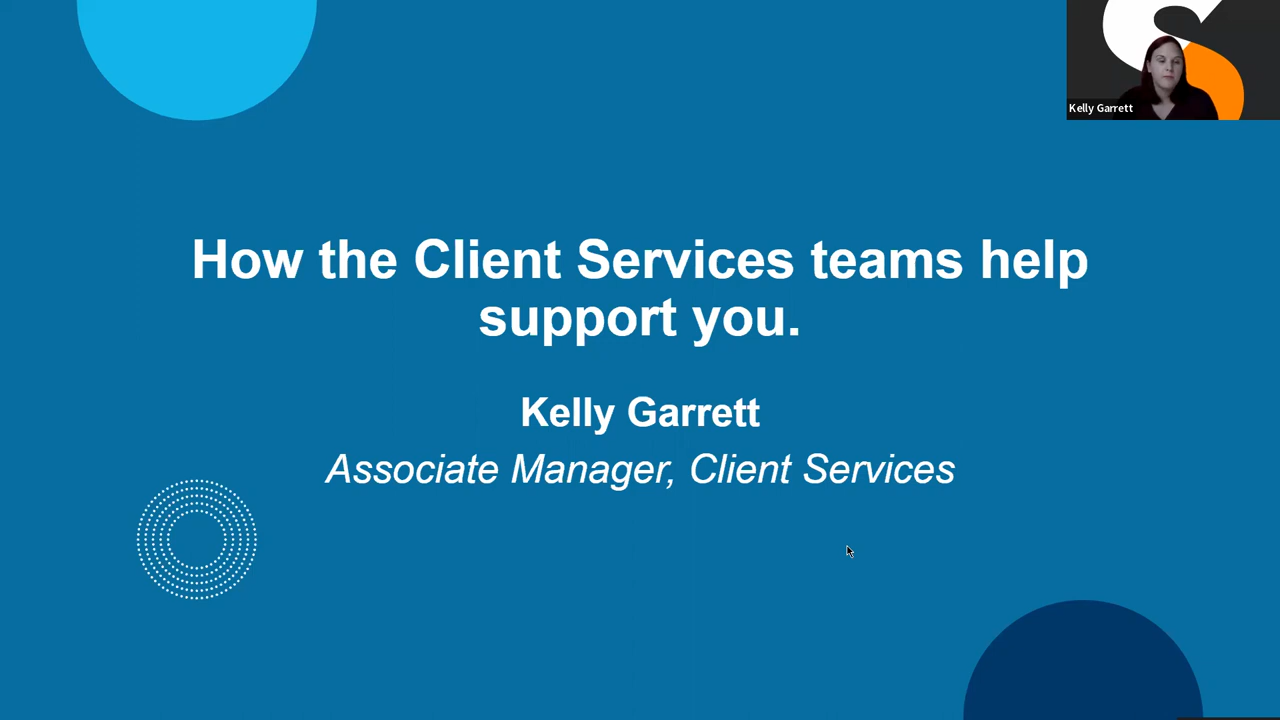 Kelly Garrett
How the Client Services teams help
support you.
Kelly Garrett
Associate Manager, Client Services